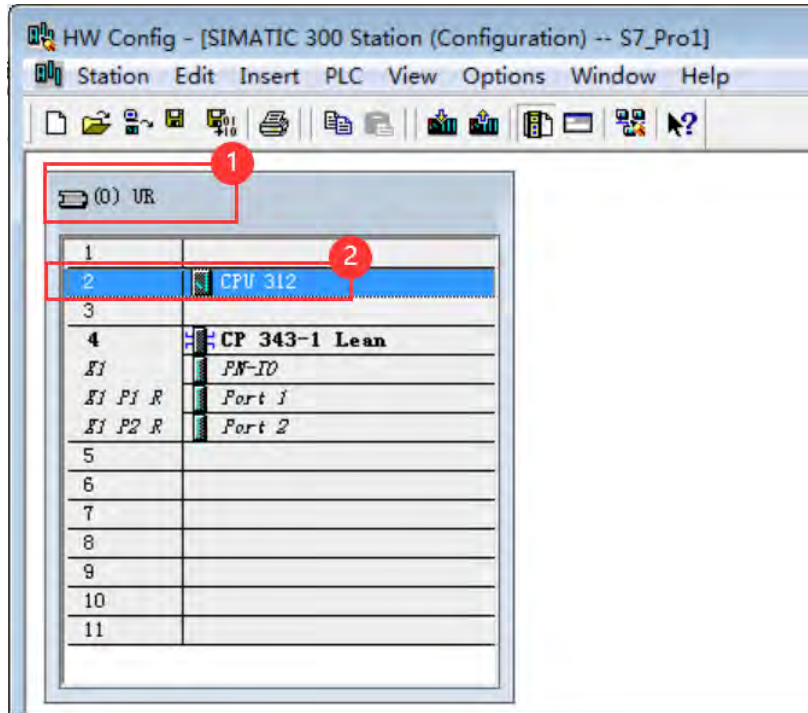 HW Config - [SIMATIC 300 Station (Configuration) -- S7_Pro1]
Station Edit Insert PLC View Options Window Help
1
(0) UR
1
2
2 CPU 312
3
4 CP 343-1 Lean
X1 PN-IO
X1 P1 R Port 1
X1 P2 R Port 2
5
6
7
8
9
10
11